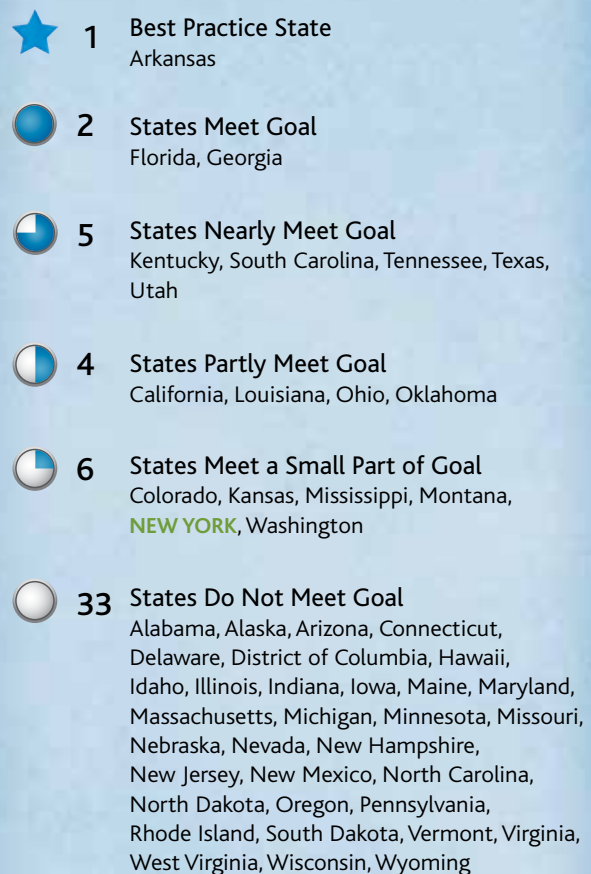 1 Best Practice State
Arkansas
2 States Meet Goal
Florida, Georgia
5 States Nearly Meet Goal
Kentucky, South Carolina, Tennessee, Texas,
Utah
4 States Partly Meet Goal
California, Louisiana, Ohio, Oklahoma
6 States Meet a Small Part of Goal
Colorado, Kansas, Mississippi, Montana,
NEW YORK, Washington
33 States Do Not Meet Goal
Alabama, Alaska, Arizona, Connecticut,
Delaware, District of Columbia, Hawaii,
Idaho, Illinois, Indiana, Iowa, Maine, Maryland,
Massachusetts, Michigan, Minnesota, Missouri,
Nebraska, Nevada, New Hampshire,
New Jersey, New Mexico, North Carolina,
North Dakota, Oregon, Pennsylvania,
Rhode Island, South Dakota, Vermont, Virginia,
West Virginia, Wisconsin, Wyoming